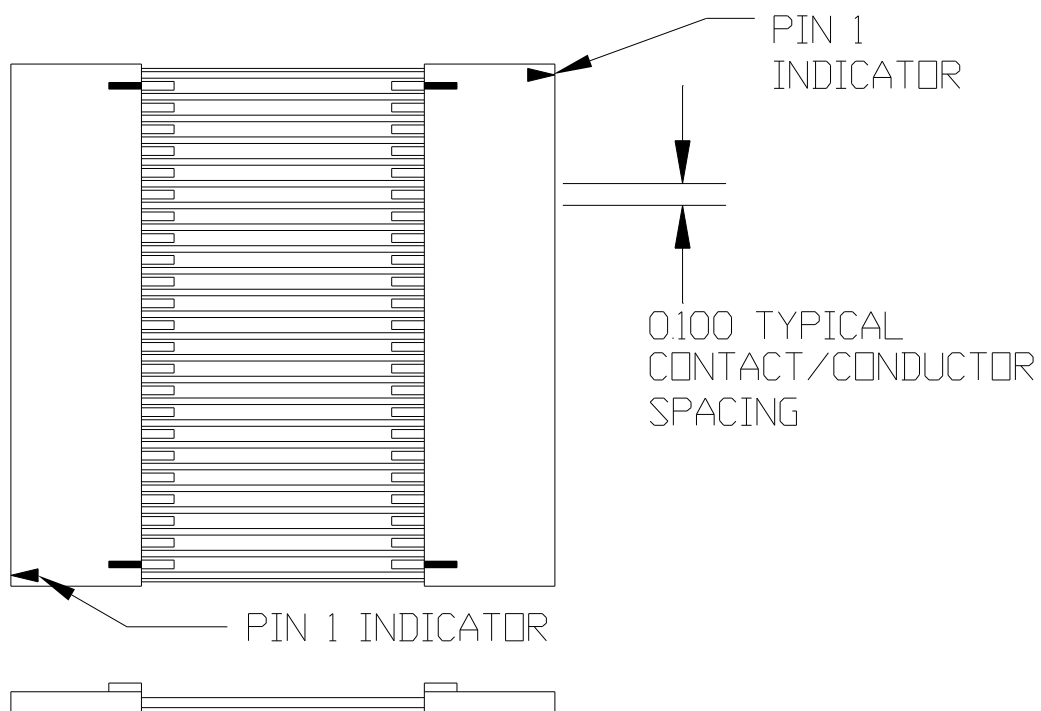 PIN 1
INDICATOR
0.100 TYPICAL
CONTACT/CONDUCTOR
SPACING
PIN 1 INDICATOR